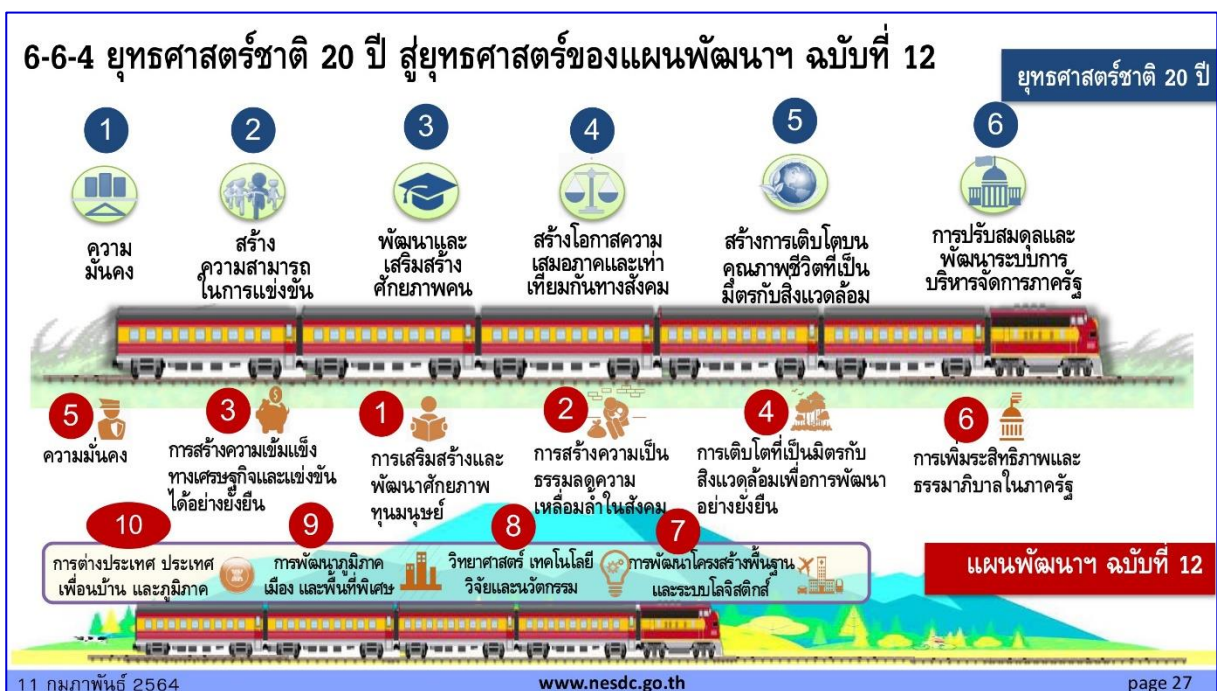 6-6-4 ยุทธศาสตร์ชาติ 20 ปี สู่ยุทธศาสตร์ของแผนพัฒนาฯ ฉบับที่ 12
ยุทธศาสตร์ชาติ 20 ปี
1
ความ
มั่นคง
2
สร้าง
ความสามารถ
ในการแข่งขัน
3
พัฒนาและ
เสริมสร้าง
ศักยภาพคน
4
สร้างโอกาสความ
เสมอภาคและเท่า
เทียมกันทางสังคม
5
สร้างการเติบโตบน
คุณภาพชีวิตที่เป็น
มิตรกับสิ่งแวดล้อม
6
การปรับสมดุลและ
พัฒนาระบบการ
บริหารจัดการภาครัฐ
5
ความมั่นคง
3
การสร้างความเข้มแข็ง
ทางเศรษฐกิจและแข่งขัน
ได้อย่างยั่งยืน
1
การเสริมสร้างและ
พัฒนาศักยภาพ
ทุนมนุษย์
2
การสร้างความเป็น
ธรรมลดความ
เหลื่อมล้ำในสังคม
4
การเติบโตที่เป็นมิตรกับ
สิ่งแวดล้อมเพื่อการพัฒนา
อย่างยั่งยืน
6
การเพิ่มระสิทธิภาพและ
ธรรมาภิบาลในภาครัฐ
10
การต่างประเทศ ประเทศ
เพื่อนบ้าน และภูมิภาค
9
การพัฒนาภูมิภาค
เมือง และพื้นที่พิเศษ
8
วิทยาศาสตร์ เทคโนโลยี
วิจัยและนวัตกรรม
7
การพัฒนาโครงสร้างพื้นฐาน
และระบบโลจิสติกส์
แผนพัฒนาฯ ฉบับที่ 12
11 กุมภาพันธ์ 2564
www.nesdc.go.th
page 27